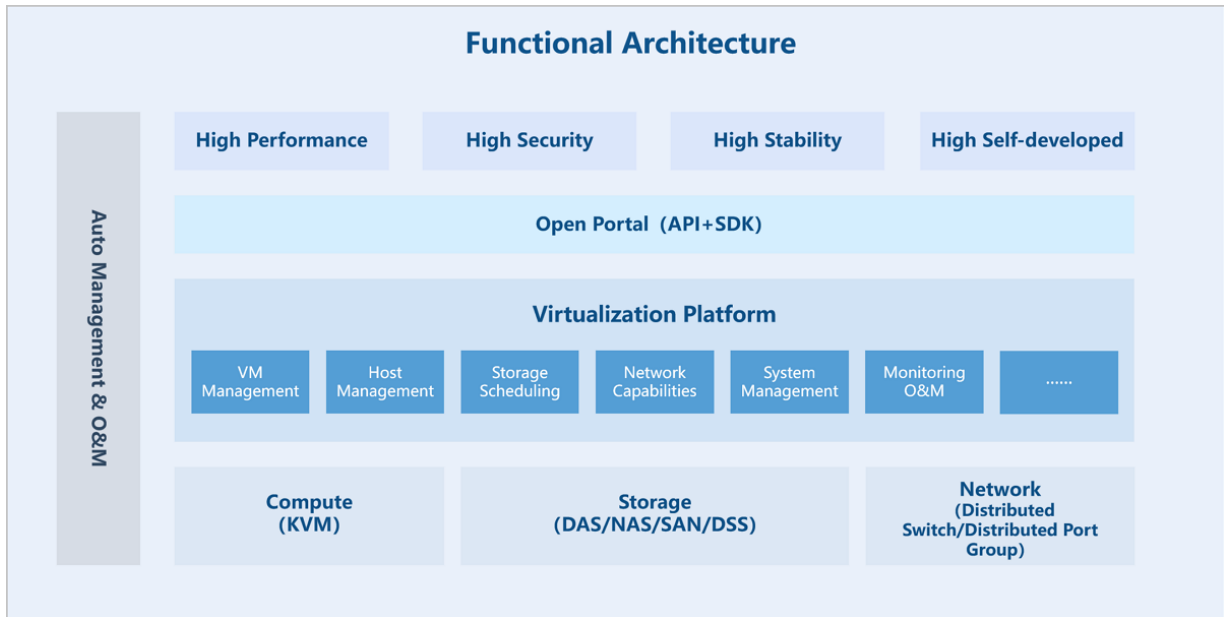 Functional Architecture
Auto Management & O&M
High Performance
High Security
High Stability
High Self-developed
Open Portal (API+SDK)
Virtualization Platform
VM
Management
Host
Management
Storage
Scheduling
Network
Capabilities
System
Management
Monitoring
O&M
......
Compute
(KVM)
Storage
(DAS/NAS/SAN/DSS)
Network
(Distributed
Switch/Distributed Port
Group)